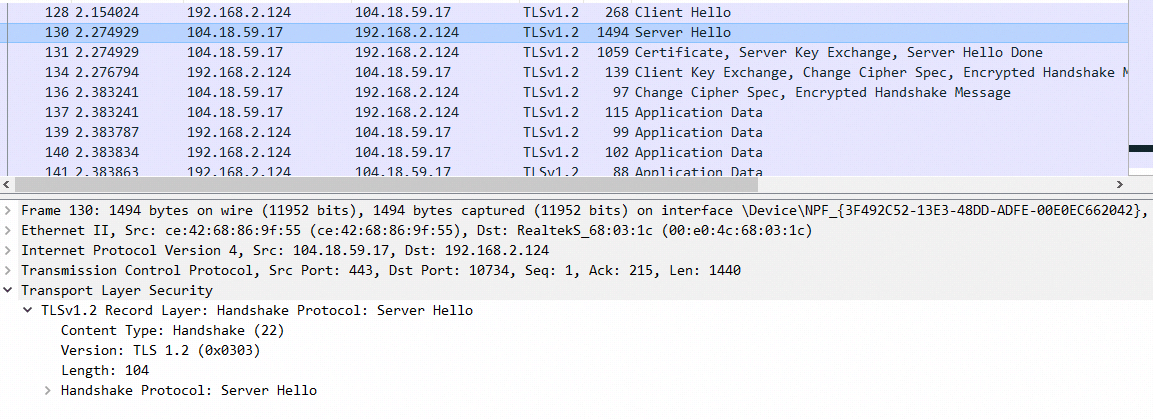 128 2.154024 192.168.2.124 104.18.59.17 TLSv1.2 268 Client Hello
130 2.274929 104.18.59.17 192.168.2.124 TLSv1.2 1494 Server Hello
131 2.274929 104.18.59.17 192.168.2.124 TLSv1.2 1059 Certificate, Server Key Exchange, Server Hello Done
134 2.276794 192.168.2.124 104.18.59.17 TLSv1.2 139 Client Key Exchange, Change Cipher Spec, Encrypted Handshake
136 2.383241 104.18.59.17 192.168.2.124 TLSv1.2 97 Change Cipher Spec, Encrypted Handshake Message
137 2.383241 104.18.59.17 192.168.2.124 TLSv1.2 115 Application Data
139 2.383787 192.168.2.124 104.18.59.17 TLSv1.2 99 Application Data
140 2.383834 192.168.2.124 104.18.59.17 TLSv1.2 102 Application Data
141 2.383863 192.168.2.124 104.18.59.17 TLSv1.2 88 Application Data
Frame 130: 1494 bytes on wire (11952 bits), 1494 bytes captured (11952 bits) on interface \Device\NPF_{3F492C52-13E3-48DD-ADFE-00E0EC662042},
Ethernet II, Src: ce:42:68:86:9f:55 (ce:42:68:86:9f:55), Dst: RealtekS_68:03:1c (00:e0:4c:68:03:1c)
Internet Protocol Version 4, Src: 104.18.59.17, Dst: 192.168.2.124
Transmission Control Protocol, Src Port: 443, Dst Port: 10734, Seq: 1, Ack: 215, Len: 1440
Transport Layer Security
TLSv1.2 Record Layer: Handshake Protocol: Server Hello
Content Type: Handshake (22)
Version: TLS 1.2 (0x0303)
Length: 104
Handshake Protocol: Server Hello